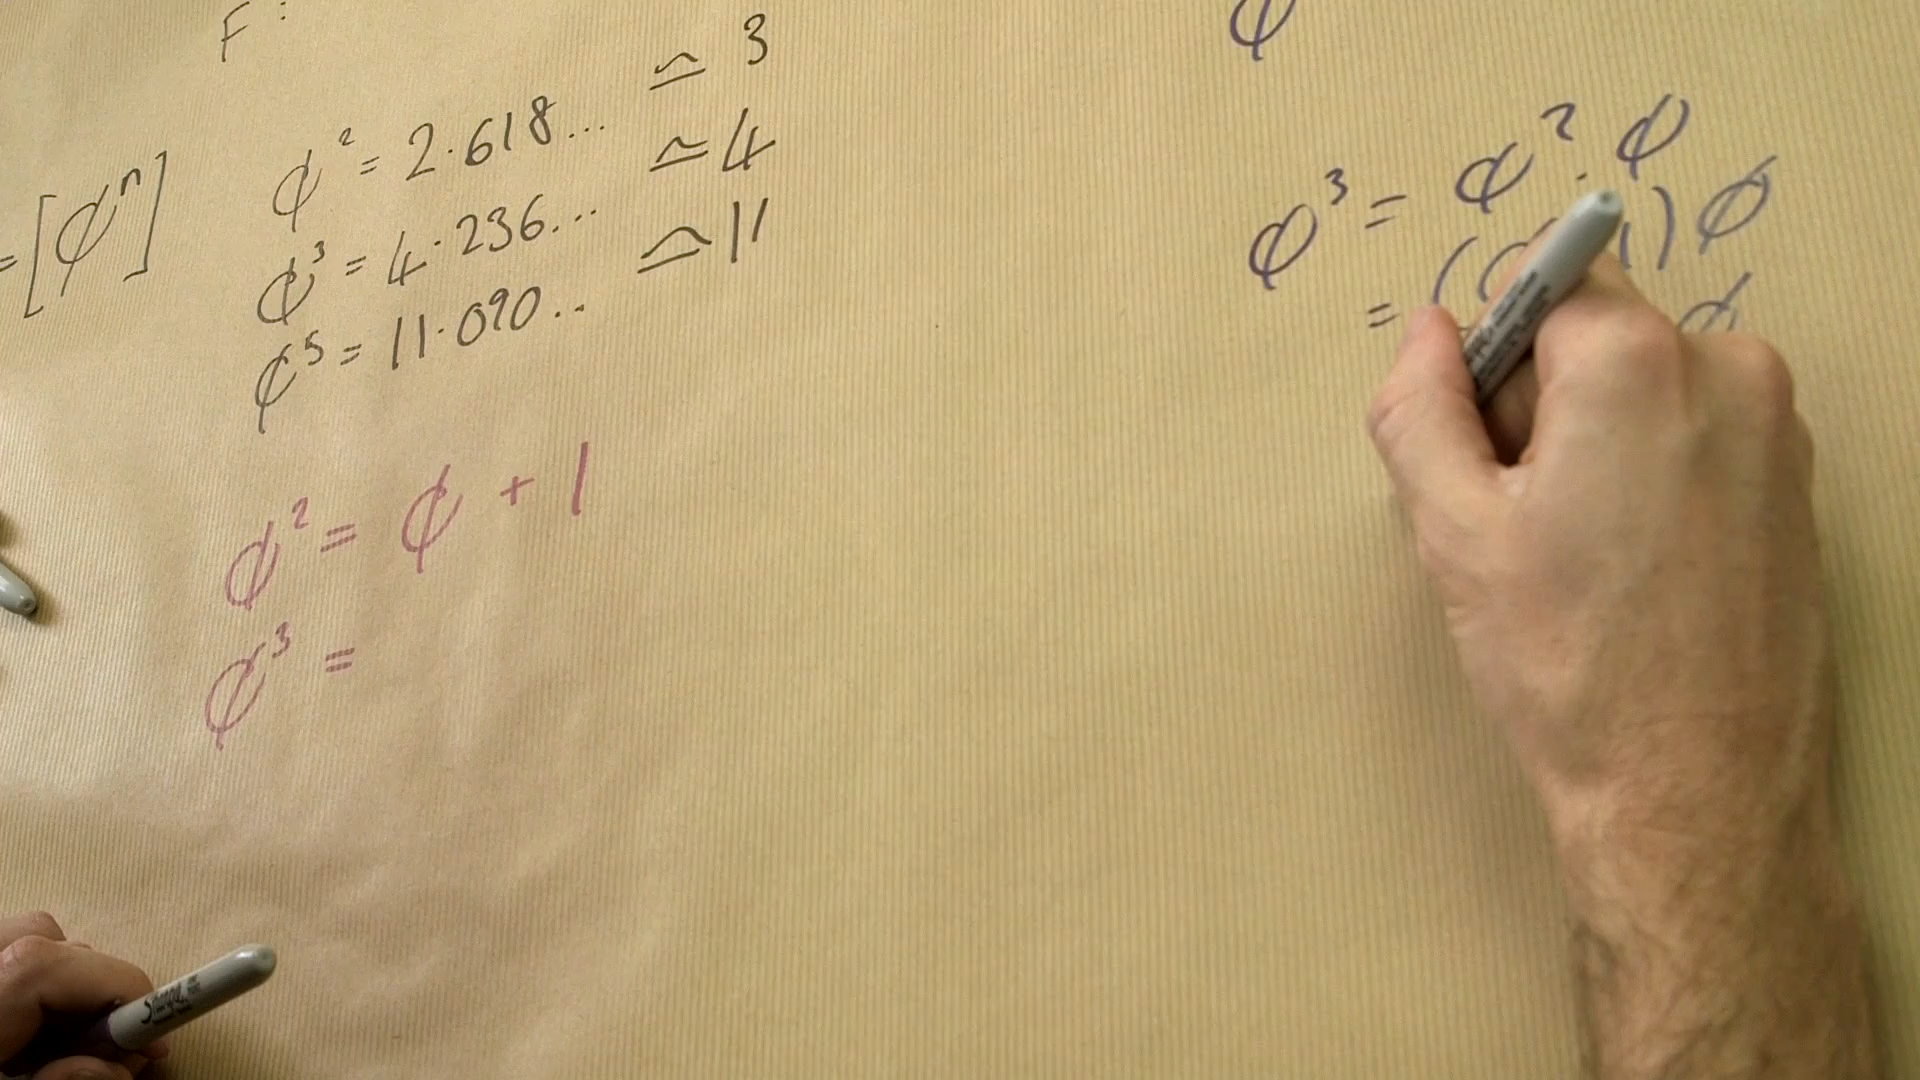 F :
= [φⁿ]
φ² = 2.618... ≃ 3
φ³ = 4.236... ≃ 4
φ⁵ = 11.090.. ≃ 11
φ² = φ + 1
φ³ =
φ
φ³ = φ² . φ
= ( 1) φ
φ
Sharpie